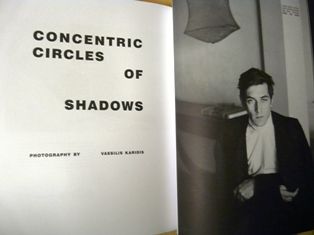 CONCENTRIC
CIRCLES
OF
SHADOWS
PHOTOGRAPHY BY VASSILIS KARIDIS